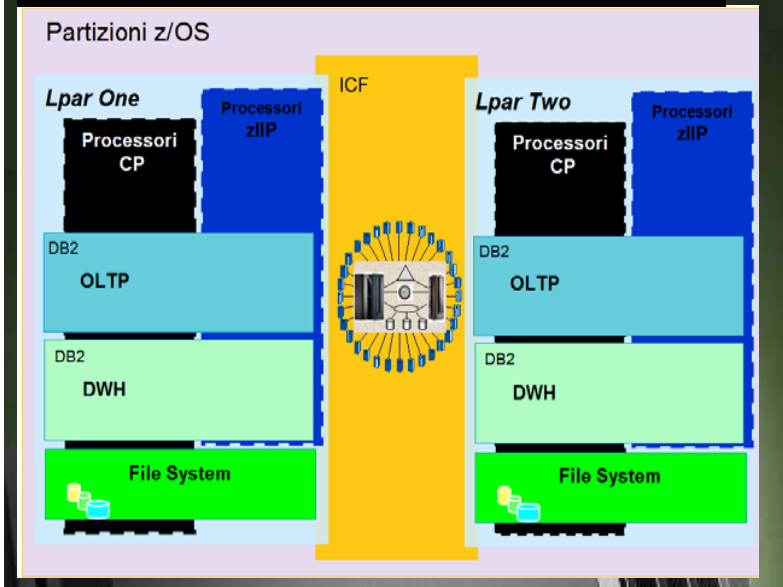 Partizioni z/OS
Lpar One
Processori
CP
Processori
zIIP
DB2
OLTP
DB2
DWH
File System
ICF
Lpar Two
Processori
CP
Processori
zIIP
DB2
OLTP
DB2
DWH
File System